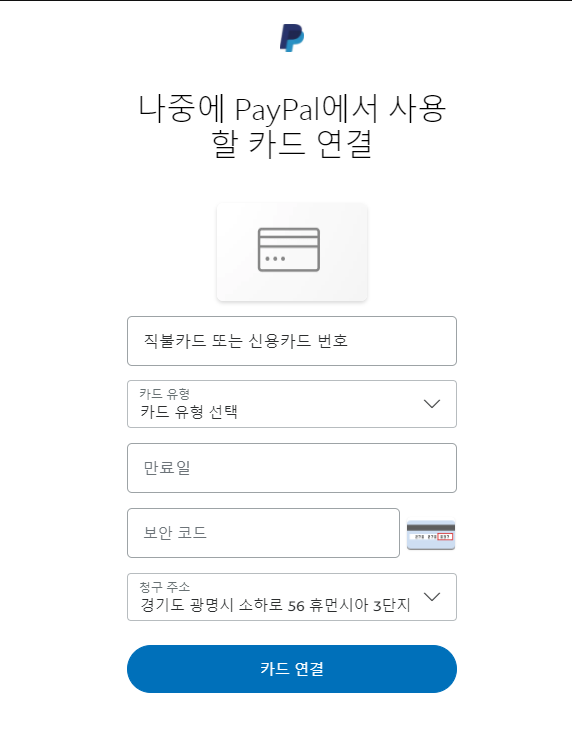 나중에 PayPal에서 사용
할 카드 연결
직불카드 또는 신용카드 번호
카드 유형
카드 유형 선택
만료일
보안 코드
청구 주소
경기도 광명시 소하로 56 휴먼시아 3단지
카드 연결